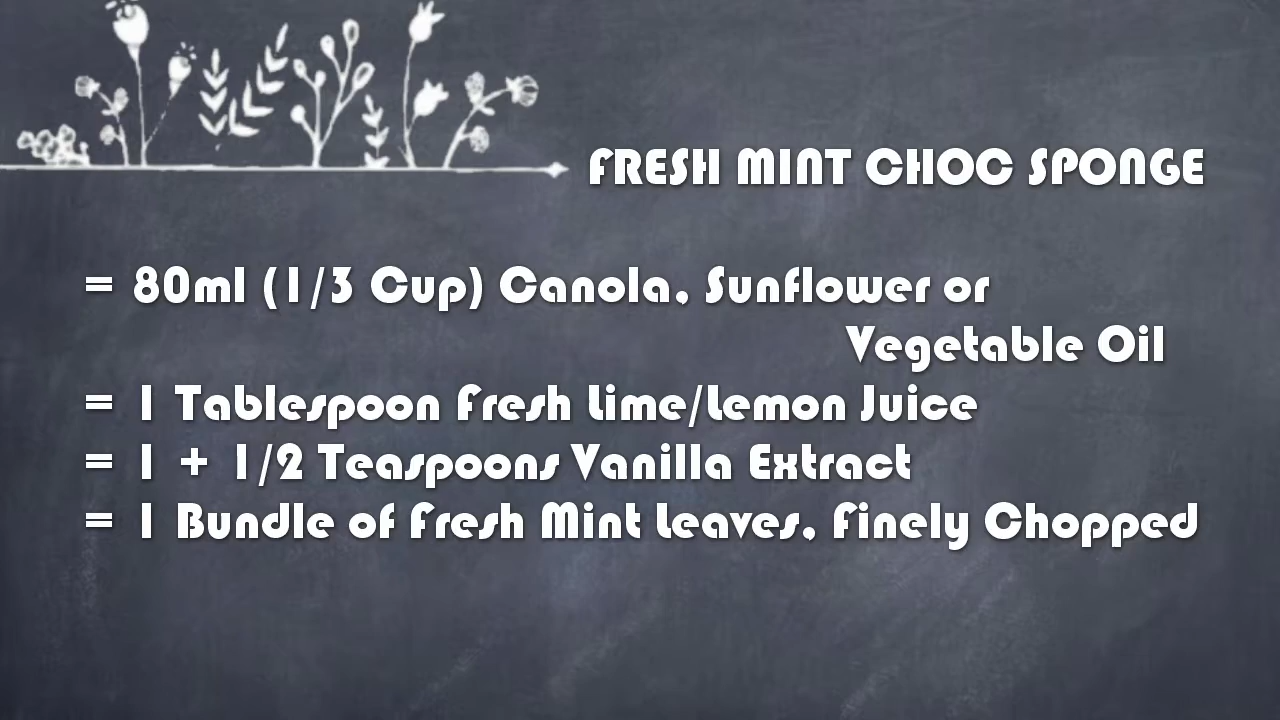 FRESH MINT CHOC SPONGE
= 80ml (1/3 Cup) Canola, Sunflower or
Vegetable Oil
= 1 Tablespoon Fresh Lime/Lemon Juice
= 1 + 1/2 Teaspoons Vanilla Extract
= 1 Bundle of Fresh Mint Leaves, Finely Chopped